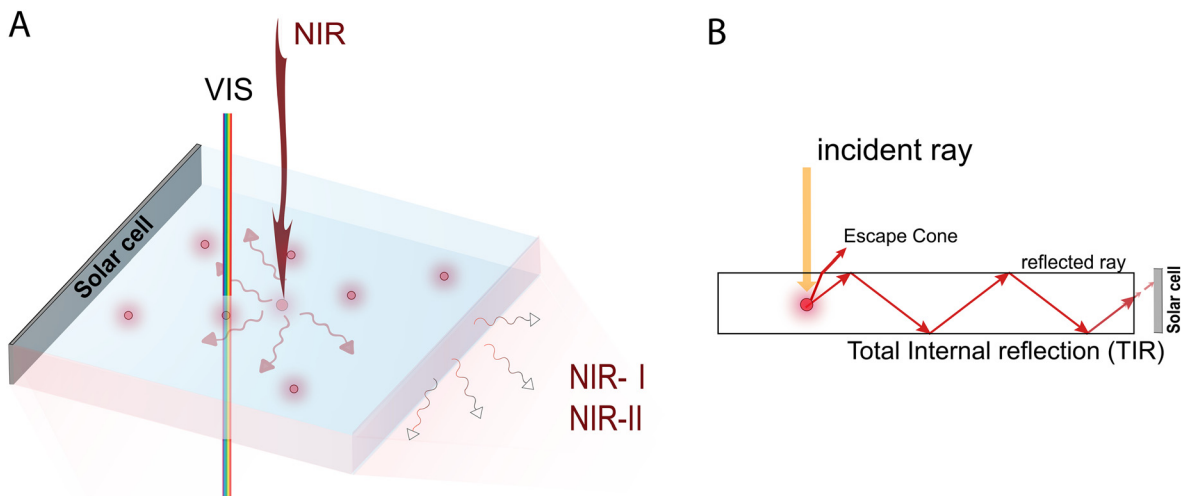 A
NIR
VIS
Solar cell
NIR- I
NIR-II
B
incident ray
Escape Cone
reflected ray
Solar cell
Total Internal reflection (TIR)